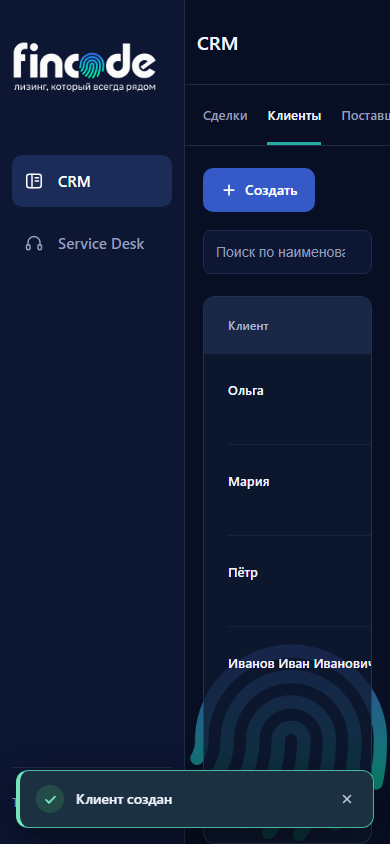 fincode
лизинг, который всегда рядом
CRM
Service Desk
CRM
Сделки Клиенты
Создать
Поиск по
Клиент
Ольга
Мария
Пётр
Иванов Иван Иванович
Клиент создан